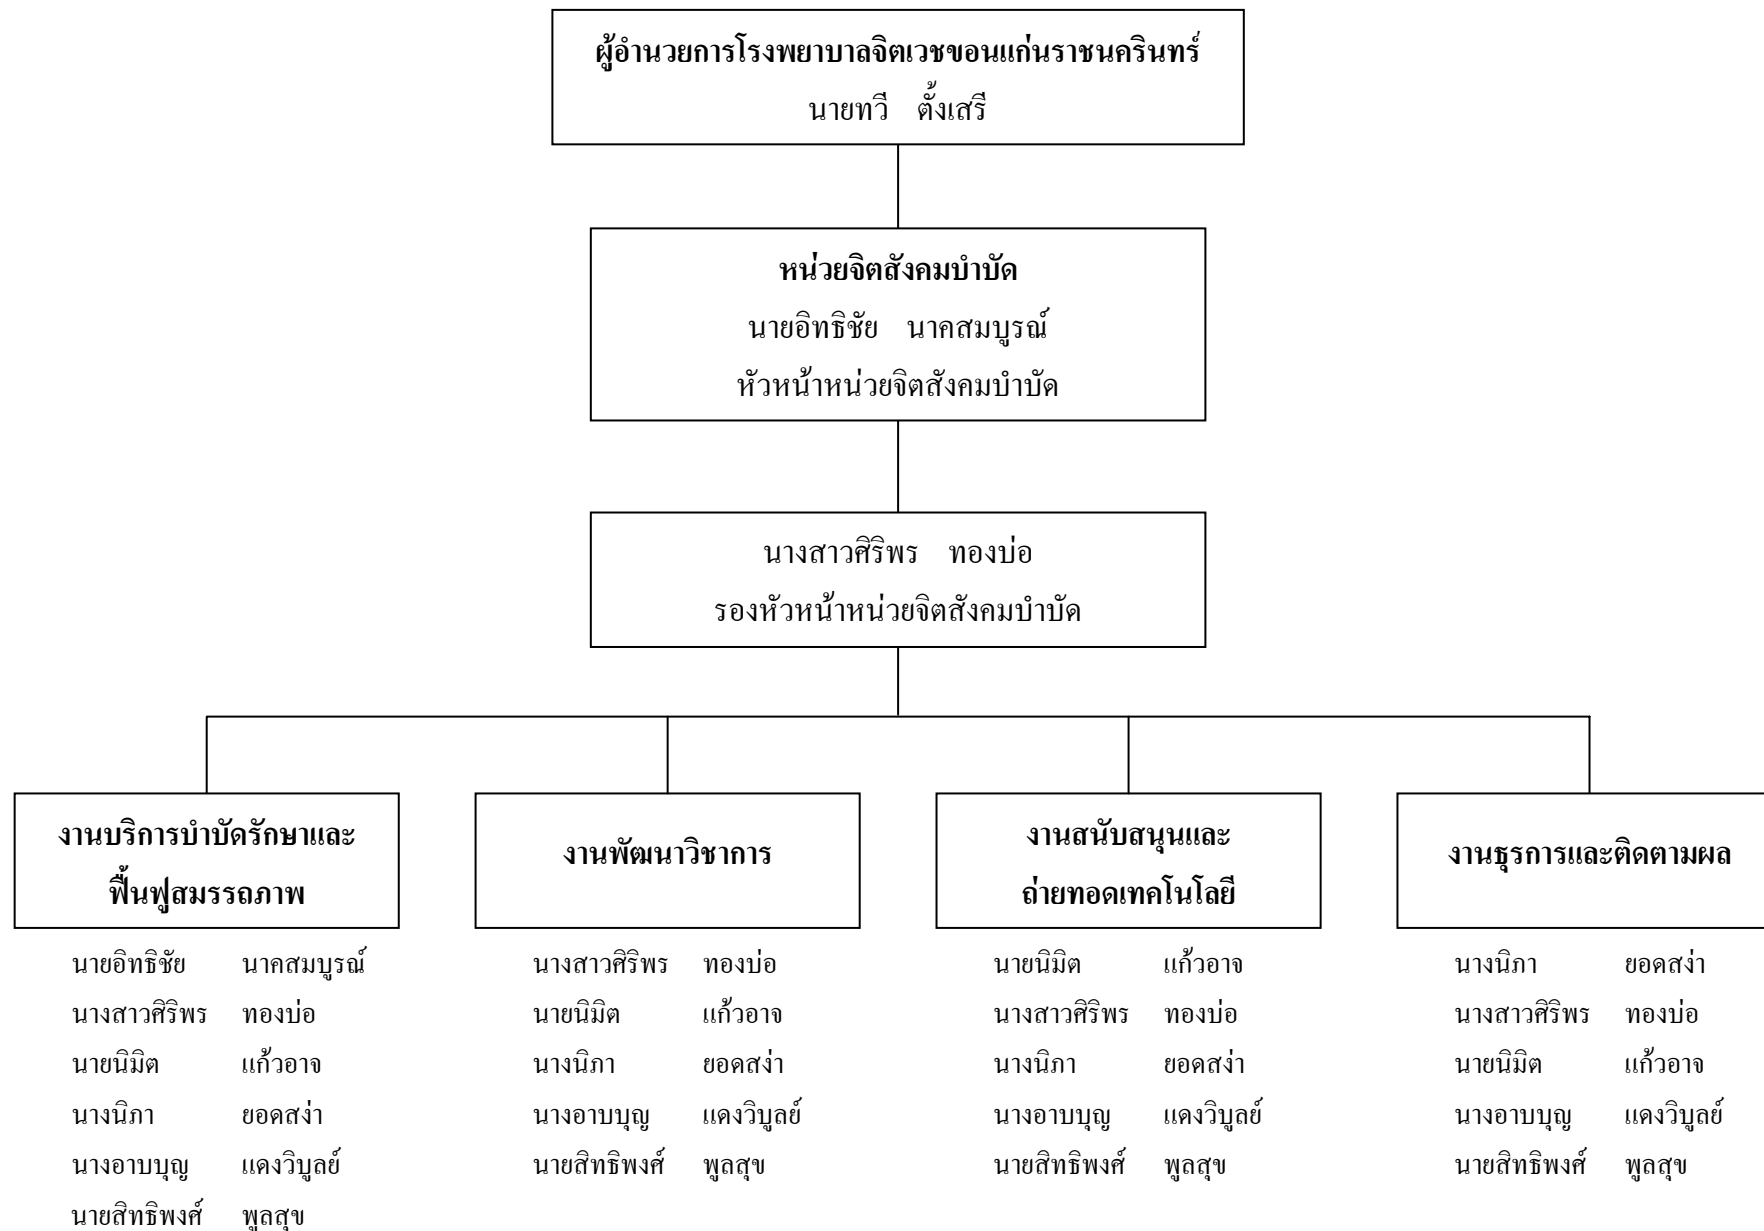 ผู้อำนวยการโรงพยาบาลจิตเวชขอนแก่นราชนครินทร์
นายทวี ตั้งเสรี
หน่วยจิตสังคมบำบัด
นายอิทธิชัย นาคสมบูรณ์
หัวหน้าหน่วยจิตสังคมบำบัด
นางสาวศิริพร ทองบ่อ
รองหัวหน้าหน่วยจิตสังคมบำบัด
งานบริการบำบัดรักษาและ
ฟื้นฟูสมรรถภาพ
นายอิทธิชัย นาคสมบูรณ์
นางสาวศิริพร ทองบ่อ
นายนิมิต แก้วอาจ
นางนิภา ยอดสง่า
นางอาบบุญ แดงวิบูลย์
นายสิทธิพงศ์ พูลสุข
งานพัฒนาวิชาการ
นางสาวศิริพร ทองบ่อ
นายนิมิต แก้วอาจ
นางนิภา ยอดสง่า
นางอาบบุญ แดงวิบูลย์
นายสิทธิพงศ์ พูลสุข
งานสนับสนุนและ
ถ่ายทอดเทคโนโลยี
นายนิมิต แก้วอาจ
นางสาวศิริพร ทองบ่อ
นางนิภา ยอดสง่า
นางอาบบุญ แดงวิบูลย์
นายสิทธิพงศ์ พูลสุข
งานธุรการและติดตามผล
นางนิภา ยอดสง่า
นางสาวศิริพร ทองบ่อ
นายนิมิต แก้วอาจ
นางอาบบุญ แดงวิบูลย์
นายสิทธิพงศ์ พูลสุข